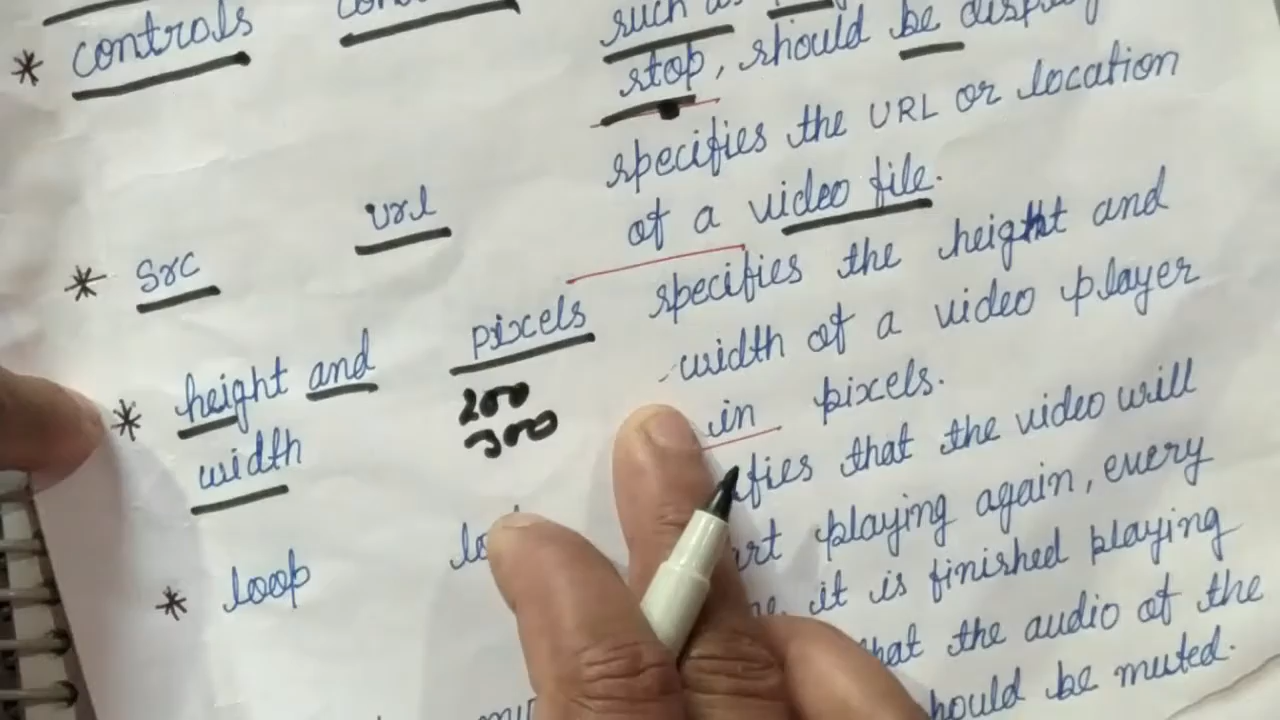 * controls
such as
stop, should be
* src
url
specifies the URL or location
of a video file.
* height and
width
pixels
200
300
specifies the height and
width of a video player
in pixels.
* loop
that the video will
playing again, every
it is finished playing
that the audio of the
should be muted.